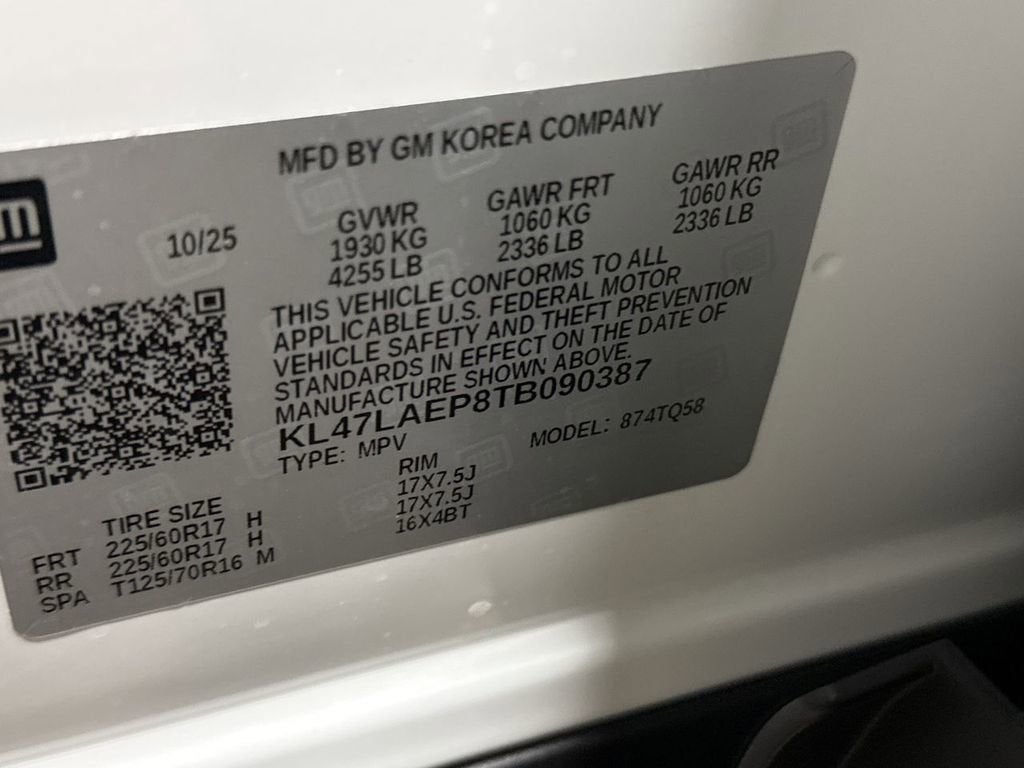 MFD BY GM KOREA COMPANY
gm
10/25
GVWR GAWR FRT GAWR RR
1930 KG 1060 KG 1060 KG
4255 LB 2336 LB 2336 LB
THIS VEHICLE CONFORMS TO ALL
APPLICABLE U.S. FEDERAL MOTOR
VEHICLE SAFETY AND THEFT PREVENTION
STANDARDS IN EFFECT ON THE DATE OF
MANUFACTURE SHOWN ABOVE.
KL47LAEP8TB090387
TYPE: MPV MODEL: 874TQ58
TIRE SIZE RIM
FRT 225/60R17 H 17X7.5J
RR 225/60R17 H 17X7.5J
SPA T125/70R16 M 16X4BT